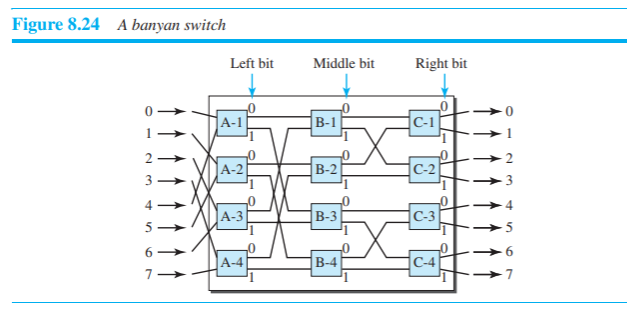 Figure 8.24 A banyan switch
Left bit Middle bit Right bit
0 0 0 0 0
A-1 B-1 C-1
1 1 1 1 1
2 0 0 0 2
A-2 B-2 C-2
3 1 1 1 3
4 0 0 0 4
A-3 B-3 C-3
5 1 1 1 5
6 0 0 0 6
A-4 B-4 C-4
7 1 1 1 7